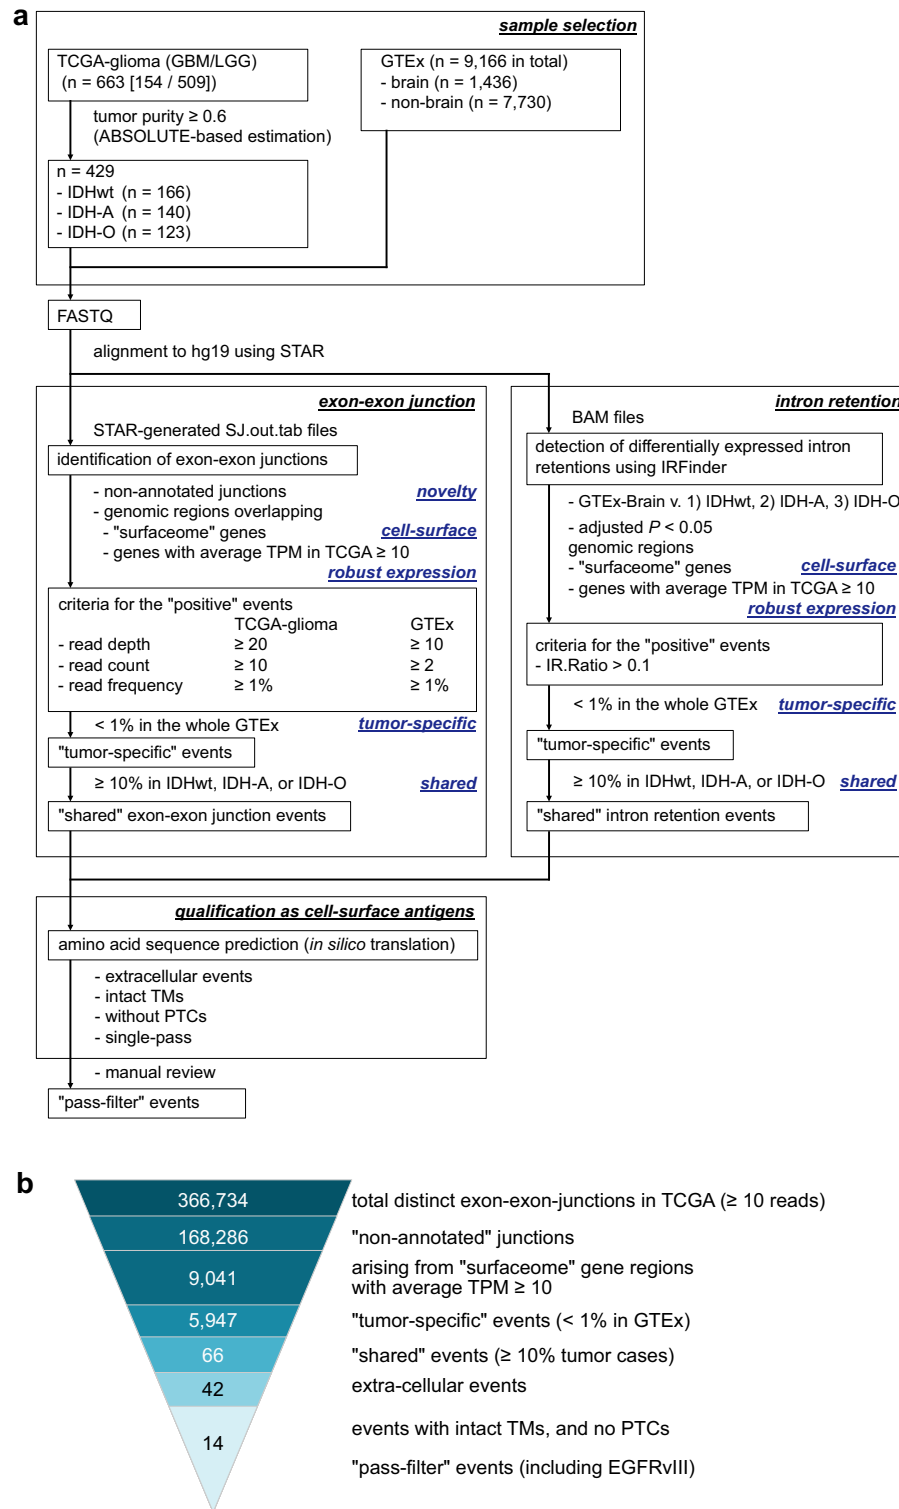 a
sample selection
TCGA-glioma (GBM/LGG)
(n = 663 [154 / 509])
GTEx (n = 9,166 in total)
- brain (n = 1,436)
- non-brain (n = 7,730)
tumor purity ≥ 0.6
(ABSOLUTE-based estimation)
n = 429
- IDHwt (n = 166)
- IDH-A (n = 140)
- IDH-O (n = 123)
FASTQ
alignment to hg19 using STAR
exon-exon junction
STAR-generated SJ.out.tab files
identification of exon-exon junctions
- non-annotated junctions novelty
- genomic regions overlapping
- "surfaceome" genes cell-surface
- genes with average TPM in TCGA ≥ 10
robust expression
criteria for the "positive" events
TCGA-glioma GTEx
- read depth ≥ 20 ≥ 10
- read count ≥ 10 ≥ 2
- read frequency ≥ 1% ≥ 1%
< 1% in the whole GTEx tumor-specific
"tumor-specific" events
≥ 10% in IDHwt, IDH-A, or IDH-O shared
"shared" exon-exon junction events
intron retention
BAM files
detection of differentially expressed intron
retentions using IRFinder
- GTEx-Brain v. 1) IDHwt, 2) IDH-A, 3) IDH-O
- adjusted P < 0.05
genomic regions
- "surfaceome" genes cell-surface
- genes with average TPM in TCGA ≥ 10
robust expression
criteria for the "positive" events
- IR.Ratio > 0.1
< 1% in the whole GTEx tumor-specific
"tumor-specific" events
≥ 10% in IDHwt, IDH-A, or IDH-O shared
"shared" intron retention events
qualification as cell-surface antigens
amino acid sequence prediction (in silico translation)
- extracellular events
- intact TMs
- without PTCs
- single-pass
- manual review
"pass-filter" events
b
366,734 total distinct exon-exon-junctions in TCGA (≥ 10 reads)
168,286 "non-annotated" junctions
9,041 arising from "surfaceome" gene regions
with average TPM ≥ 10
5,947 "tumor-specific" events (< 1% in GTEx)
66 "shared" events (≥ 10% tumor cases)
42 extra-cellular events
14 events with intact TMs, and no PTCs
"pass-filter" events (including EGFRvIII)